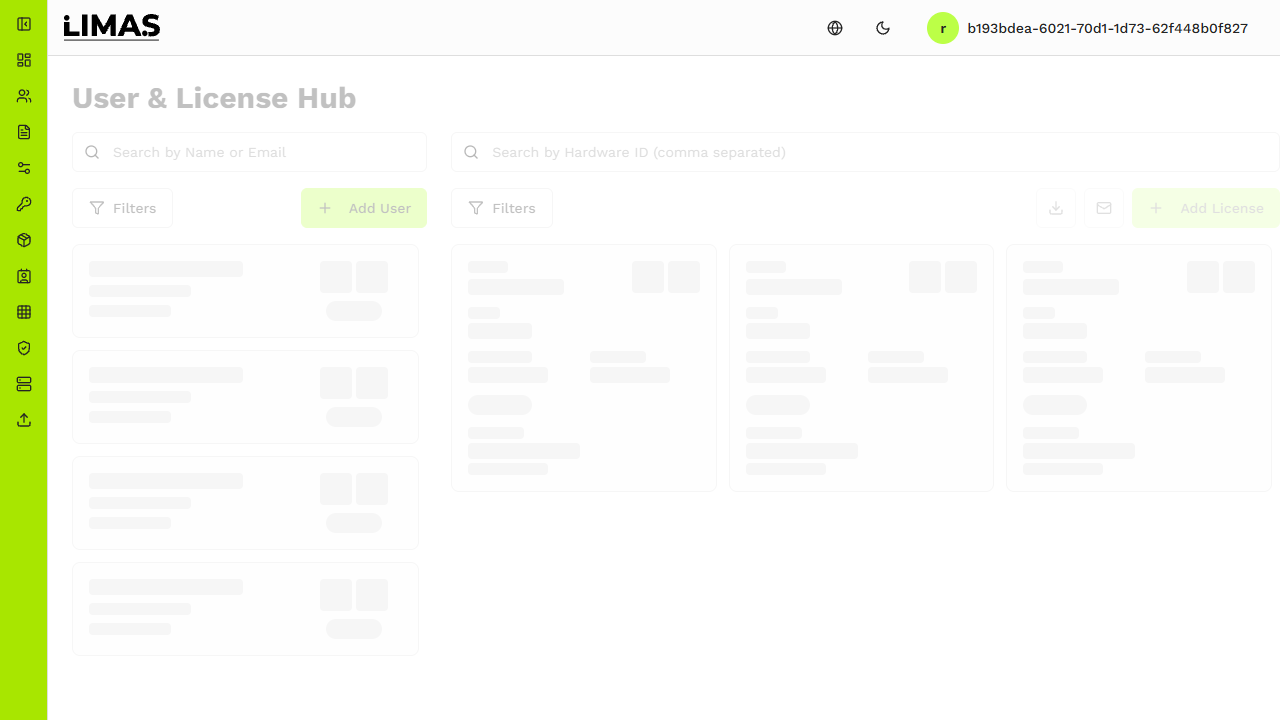 LIMAS
r
b193bdea-6021-70d1-1d73-62f448b0f827
User & License Hub
Search by Name or Email
Search by Hardware ID (comma separated)
Filters
Add User
Filters
Add License